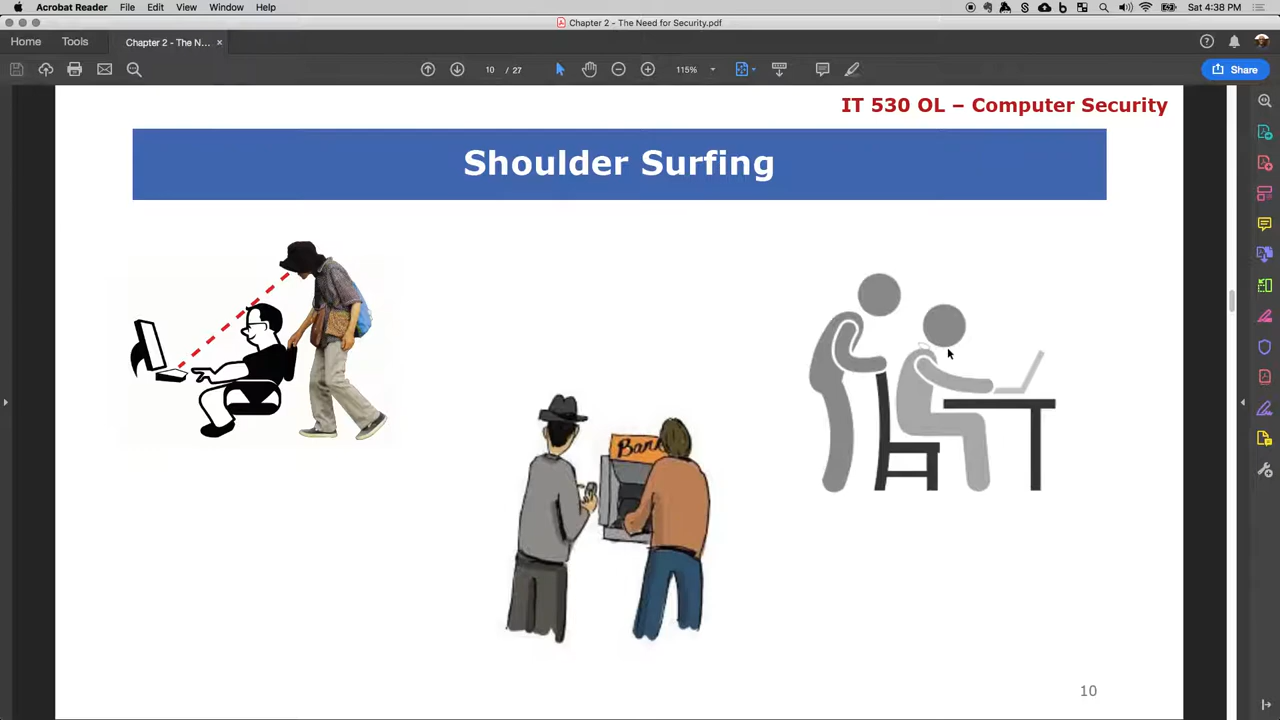 Acrobat Reader File Edit View Window Help Sat 4:38 PM
Chapter 2 - The Need for Security.pdf
Home Tools Chapter 2 - The N... ×
10 / 27 115% Share
IT 530 OL – Computer Security
Shoulder Surfing
Bank
10